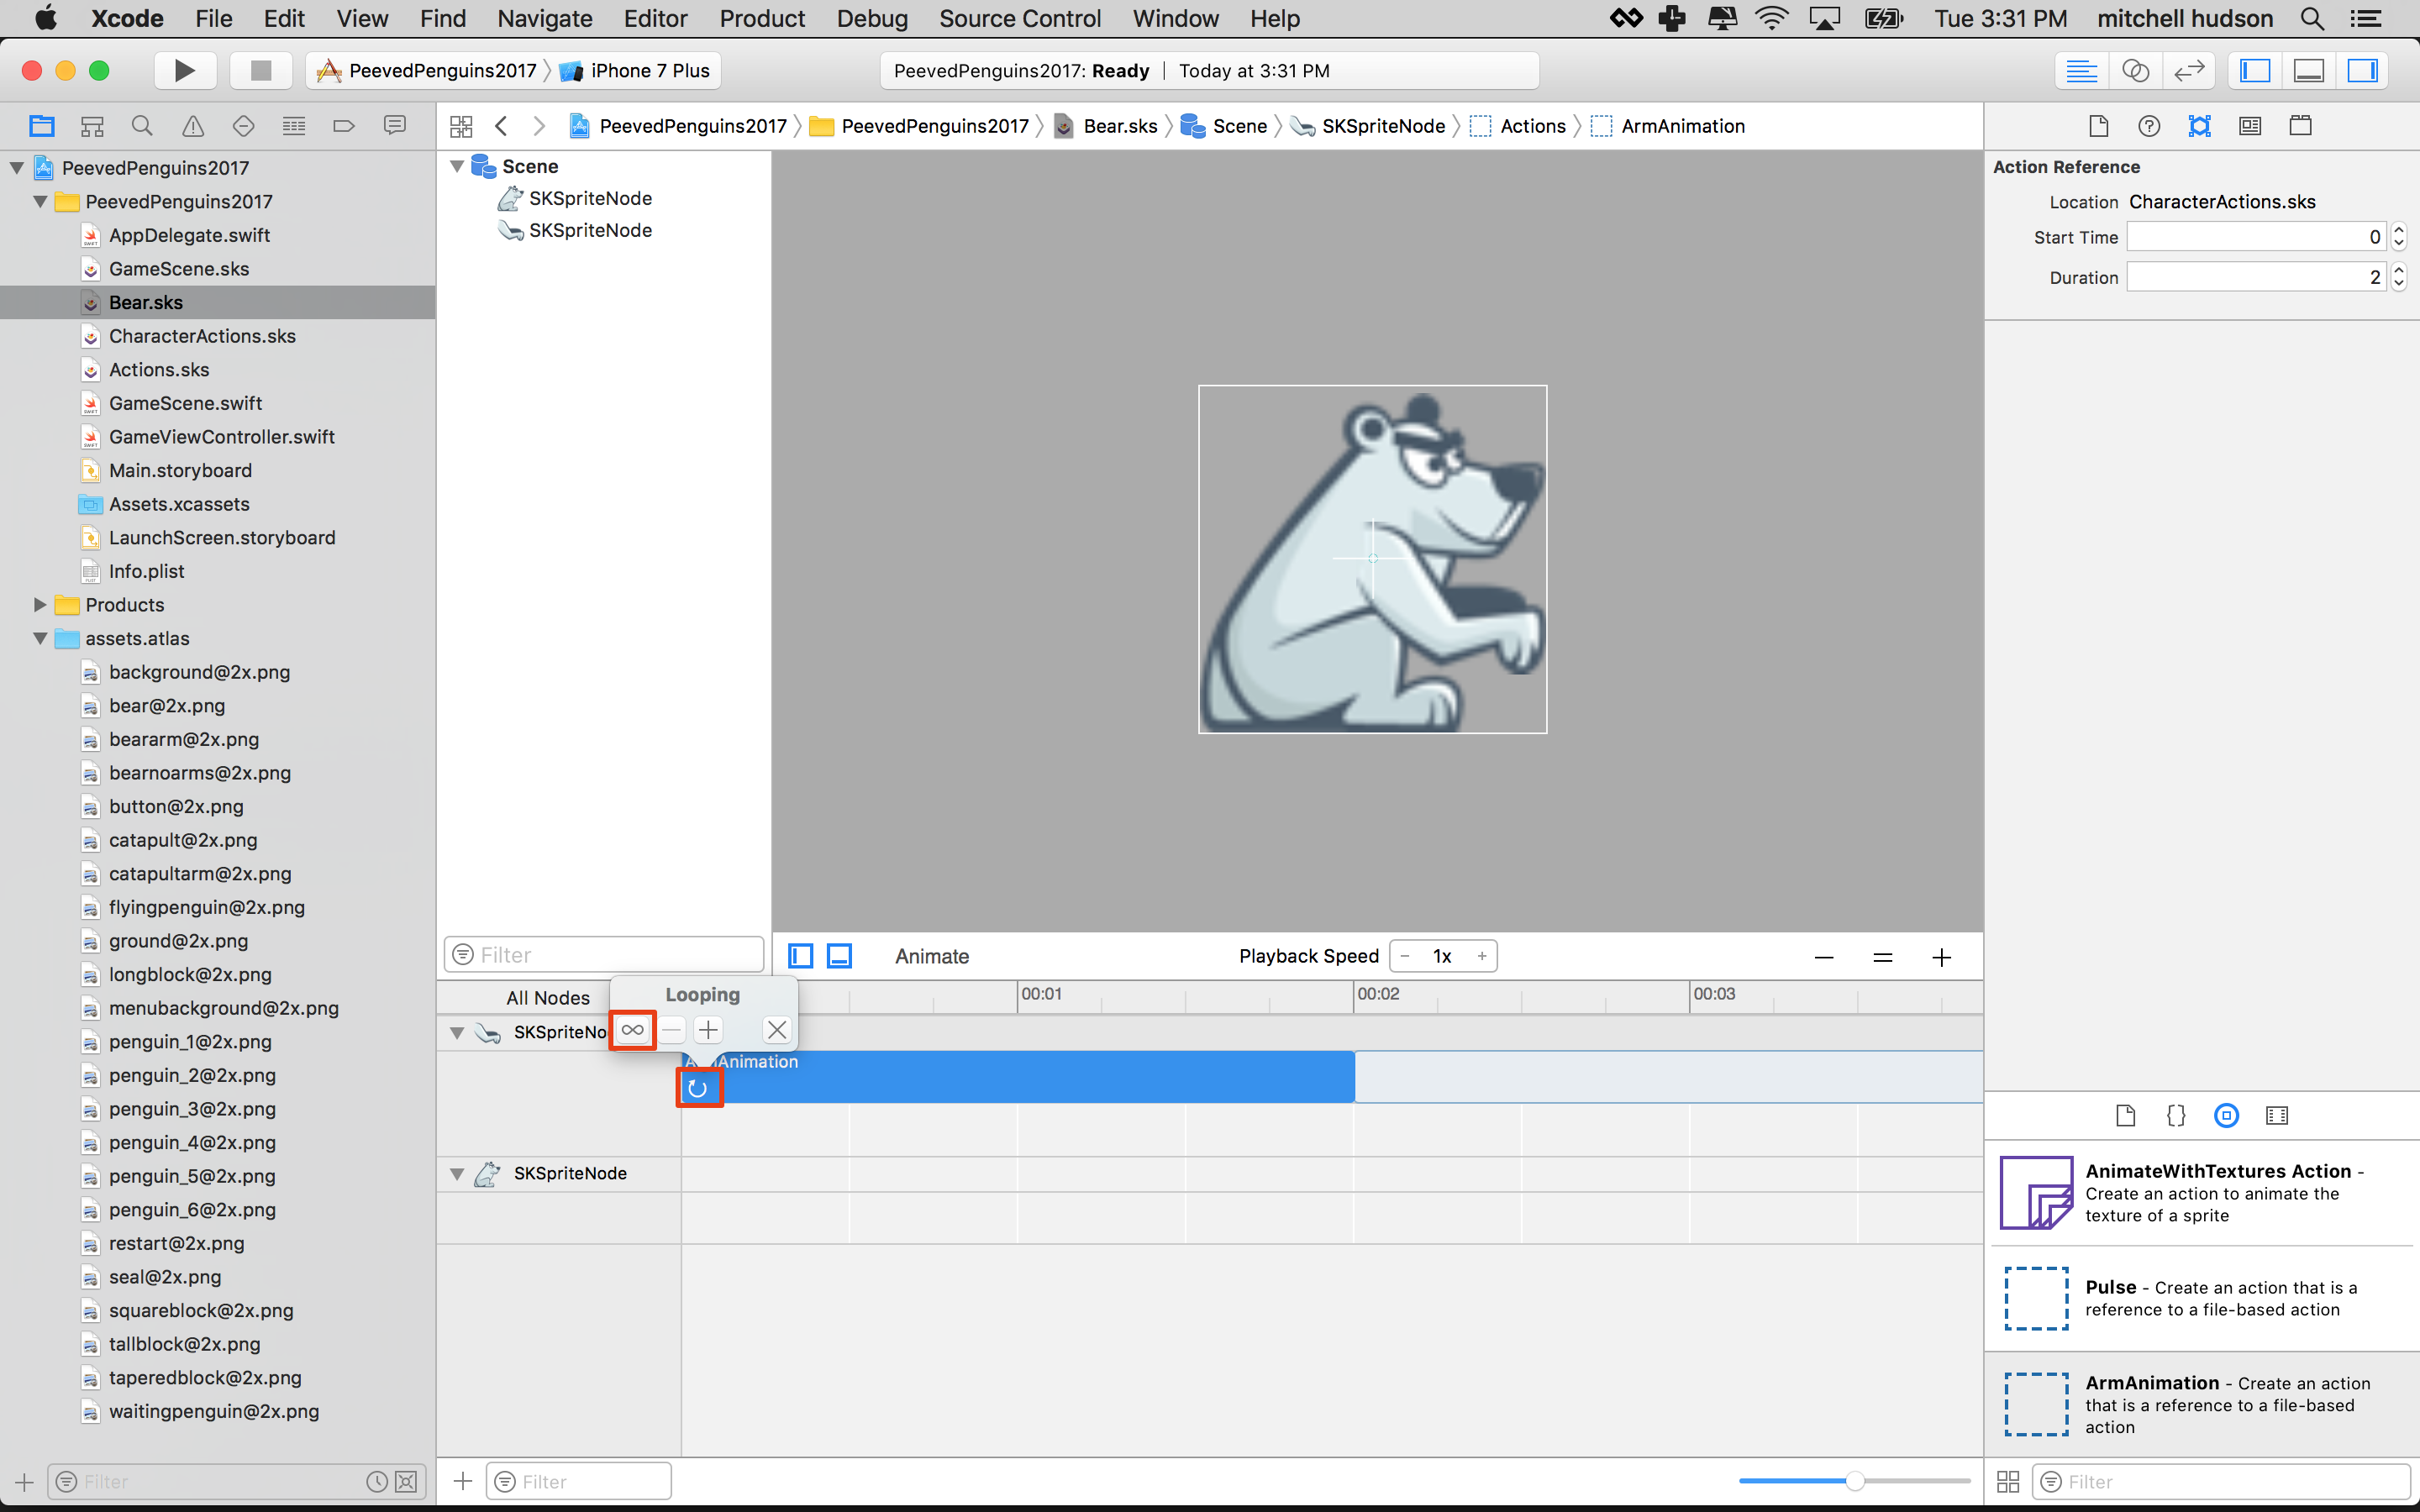 Xcode File Edit View Find Navigate Editor Product Debug Source Control Window Help Tue 3:31 PM mitchell hudson
PeevedPenguins2017 iPhone 7 Plus
PeevedPenguins2017: Ready | Today at 3:31 PM
PeevedPenguins2017 PeevedPenguins2017 Bear.sks Scene SKSpriteNode Actions ArmAnimation
PeevedPenguins2017
PeevedPenguins2017
AppDelegate.swift
GameScene.sks
Bear.sks
CharacterActions.sks
Actions.sks
GameScene.swift
GameViewController.swift
Main.storyboard
Assets.xcassets
LaunchScreen.storyboard
Info.plist
Products
assets.atlas
background@2x.png
bear@2x.png
beararm@2x.png
bearnoarms@2x.png
button@2x.png
catapult@2x.png
catapultarm@2x.png
flyingpenguin@2x.png
ground@2x.png
longblock@2x.png
menubackground@2x.png
penguin_1@2x.png
penguin_2@2x.png
penguin_3@2x.png
penguin_4@2x.png
penguin_5@2x.png
penguin_6@2x.png
restart@2x.png
seal@2x.png
squareblock@2x.png
tallblock@2x.png
taperedblock@2x.png
waitingpenguin@2x.png
Filter
Scene
SKSpriteNode
SKSpriteNode
Filter
Animate
Playback Speed − 1x +
All Nodes
Looping
00:01
00:02
00:03
SKSpriteNo
Animation
SKSpriteNode
Filter
Action Reference
Location CharacterActions.sks
Start Time 0
Duration 2
AnimateWithTextures Action -
Create an action to animate the
texture of a sprite
Pulse - Create an action that is a
reference to a file-based action
ArmAnimation - Create an action
that is a reference to a file-based
action
Filter